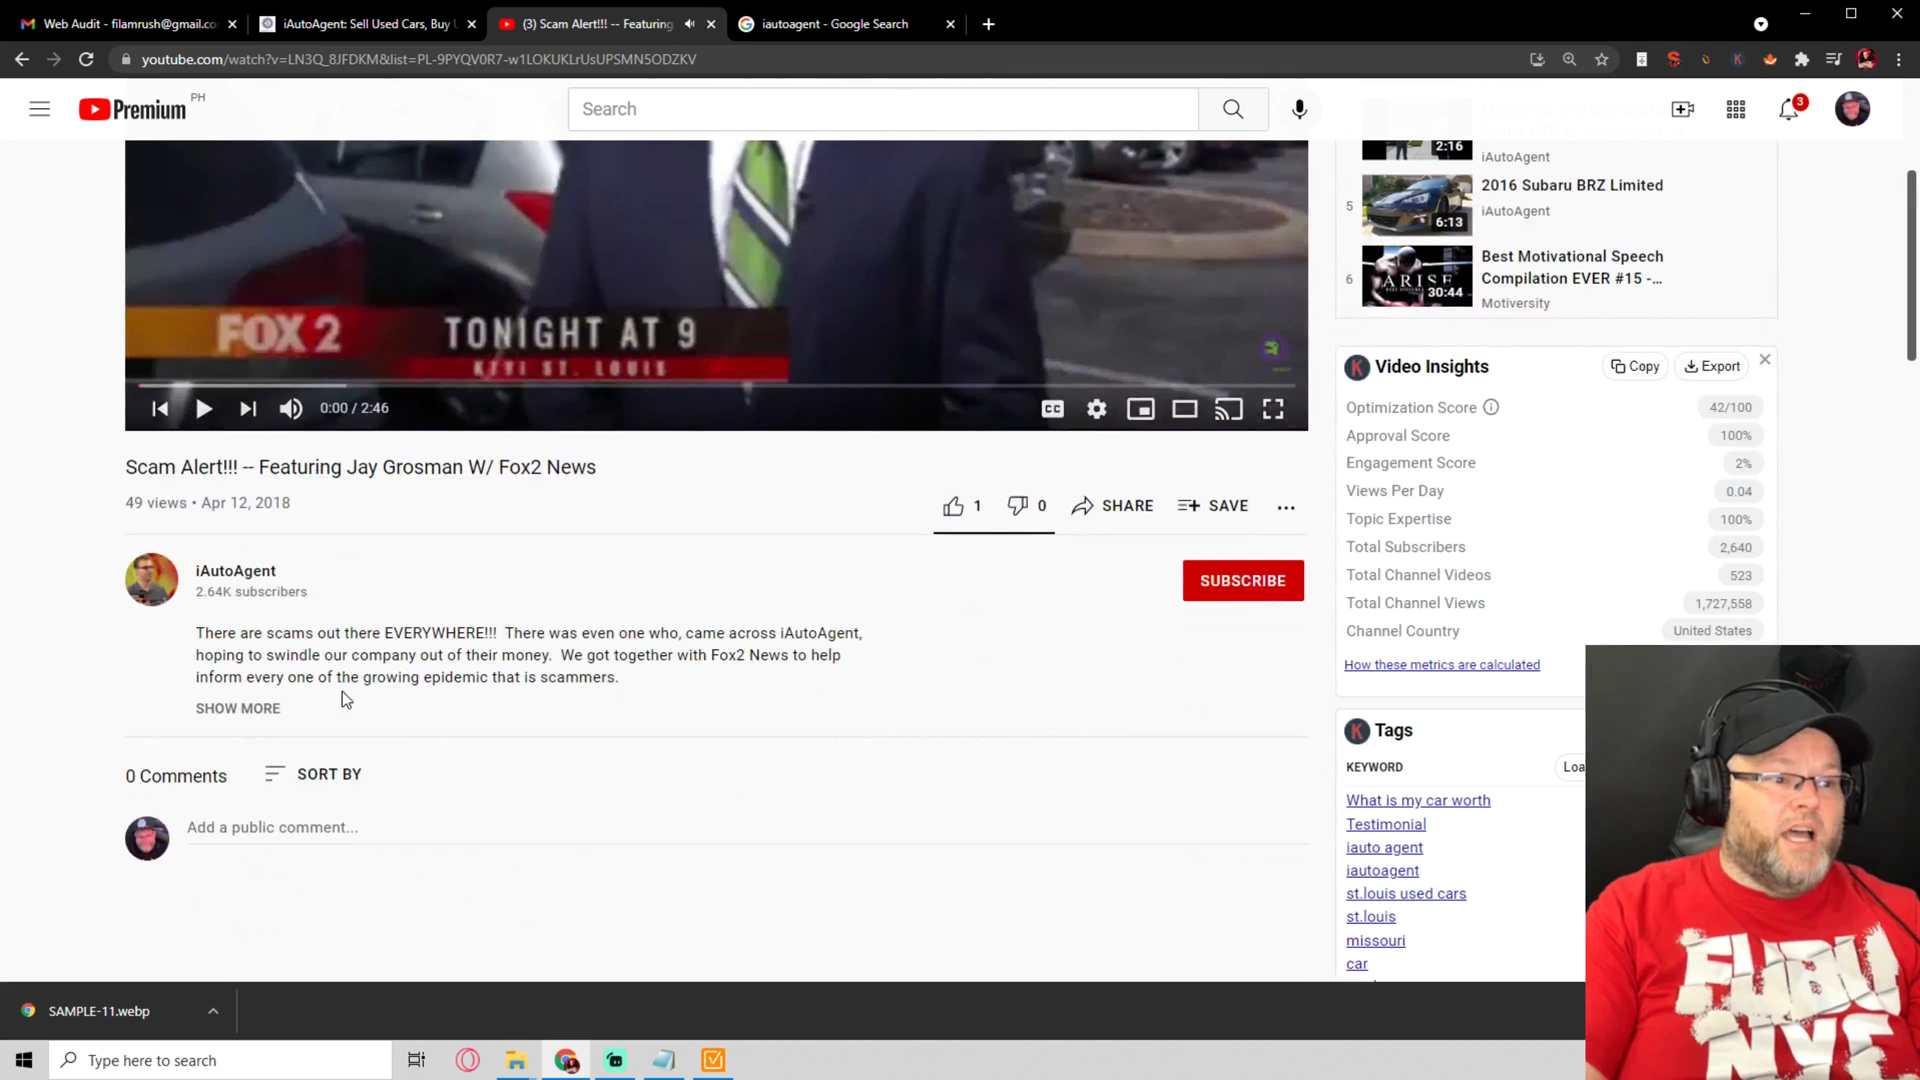 Web Audit - filamrush@gmail.co
iAutoAgent: Sell Used Cars, Buy U
(3) Scam Alert!!! -- Featuring
iautoagent - Google Search
youtube.com/watch?v=LN3Q_8JFDKM&list=PL-9PYQV0R7-w1LOKUKLrUsUPSMN5ODZKV
Premium
PH
Search
3
2:16
iAutoAgent
5
6:13
2016 Subaru BRZ Limited
iAutoAgent
6
ARISE
30:44
Best Motivational Speech
Compilation EVER #15 -...
Motiversity
FOX 2
TONIGHT AT 9
KTVI ST. LOUIS
0:00 / 2:46
CC
Scam Alert!!! -- Featuring Jay Grosman W/ Fox2 News
49 views • Apr 12, 2018
1
0
SHARE
SAVE
iAutoAgent
2.64K subscribers
SUBSCRIBE
There are scams out there EVERYWHERE!!! There was even one who, came across iAutoAgent,
hoping to swindle our company out of their money. We got together with Fox2 News to help
inform every one of the growing epidemic that is scammers.
SHOW MORE
0 Comments
SORT BY
Add a public comment...
K
Video Insights
Copy
Export
Optimization Score
42/100
Approval Score
100%
Engagement Score
2%
Views Per Day
0.04
Topic Expertise
100%
Total Subscribers
2,640
Total Channel Videos
523
Total Channel Views
1,727,558
Channel Country
United States
How these metrics are calculated
K
Tags
KEYWORD
Loa
What is my car worth
Testimonial
iauto agent
iautoagent
st.louis used cars
st.louis
missouri
car
FUBU
NYC
SAMPLE-11.webp
Type here to search